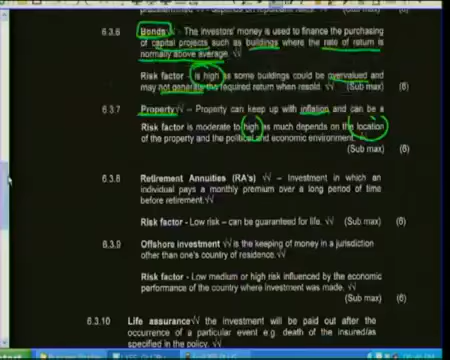 6.3.6 Bonds √√ The investors' money is used to finance the purchasing
of capital projects such as buildings where the rate of return is
normally above average √√
Risk factor - is high as some buildings could be overvalued and
may not generate the required return when resold √√ (Sub max) (6)
6.3.7 Property √√ – Property can keep up with inflation and can be a
Risk factor is moderate to high as much depends on the location
of the property and the political and economic environment.
(Sub max) (6)
6.3.8 Retirement Annuities (RA's) √√ – Investment in which an
individual pays a monthly premium over a long period of time
before retirement.√√
Risk factor - Low risk – can be guaranteed for life. √√ (Sub max) (6)
6.3.9 Offshore investment √√ is the keeping of money in a jurisdiction
other than one's country of residence. √√
Risk factor - Low medium or high risk influenced by the economic
performance of the country where investment was made. √√
(Sub max) (6)
6.3.10 Life assurance√√ the investment will be paid out after the
occurrence of a particular event e.g. death of the insured/as
specified in the policy. √√